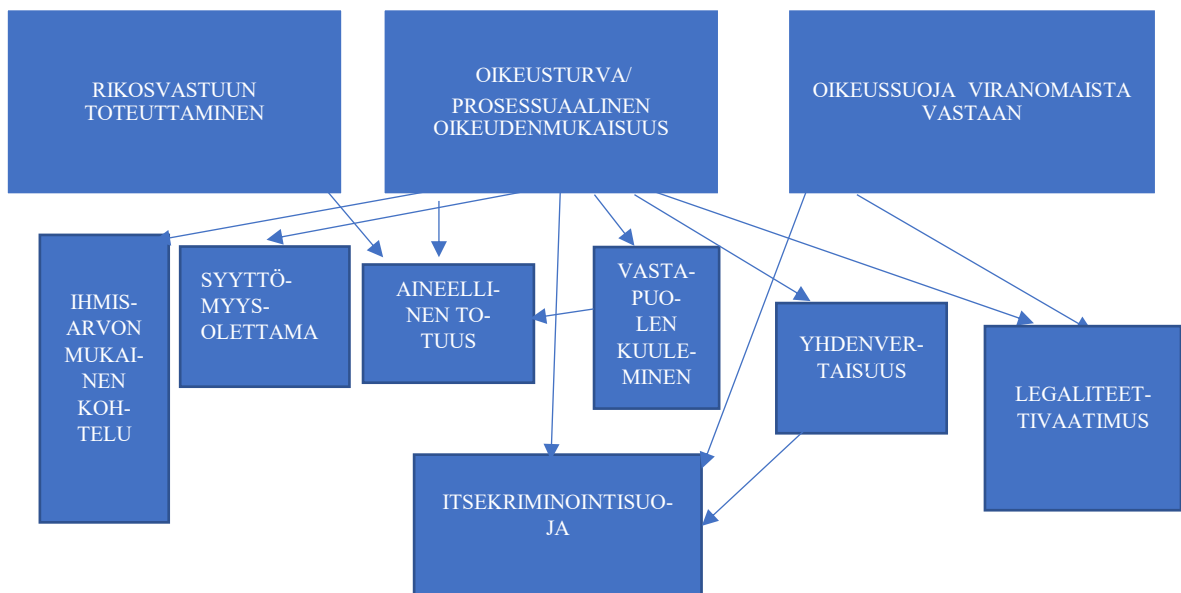 RIKOSVASTUUN
TOTEUTTAMINEN
OIKEUSTURVA/
PROSESSUAALINEN
OIKEUDENMUKAISUUS
OIKEUSSUOJA VIRANOMAISTA
VASTAAN
IHMIS-
ARVON
MUKAI-
NEN
KOH-
TELU
SYYTTÖ-
MYYS-
OLETTAMA
AINEELLI-
NEN TO-
TUUS
VASTA-
PUO-
LEN
KUULE-
MINEN
YHDENVER-
TAISUUS
LEGALITEET-
TIVAATIMUS
ITSEKRIMINOINTISUO-
JA